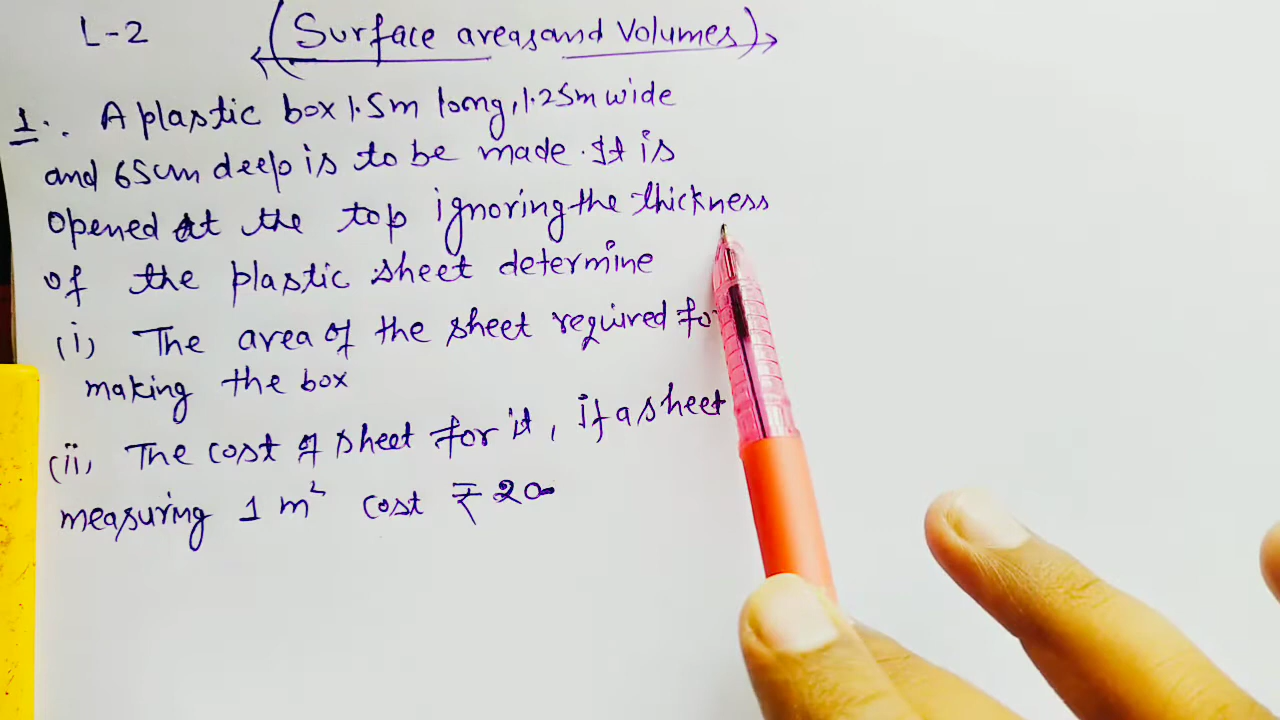 L-2 (Surface areas and Volumes)
1. A plastic box 1.5m long, 1.25m wide
and 65cm deep is to be made. It is
opened at the top ignoring the thickness
of the plastic sheet determine
(i) The area of the sheet required for
making the box
(ii) The cost of sheet for it, if a sheet
measuring 1 m² cost ₹ 20